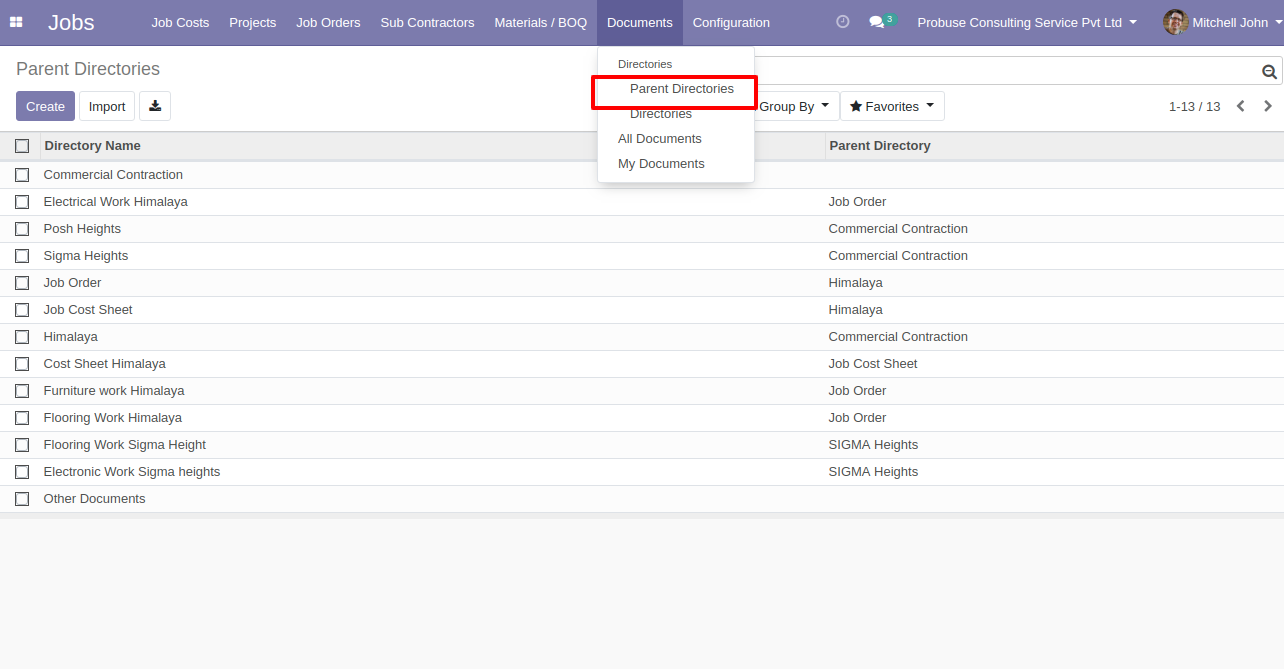 Jobs Job Costs Projects Job Orders Sub Contractors Materials / BOQ Documents Configuration 3 Probuse Consulting Service Pvt Ltd Mitchell John
Parent Directories
Directories
Parent Directories
Directories
All Documents
My Documents
Create Import Group By Favorites 1-13 / 13
Directory Name Parent Directory
Commercial Contraction
Electrical Work Himalaya Job Order
Posh Heights Commercial Contraction
Sigma Heights Commercial Contraction
Job Order Himalaya
Job Cost Sheet Himalaya
Himalaya Commercial Contraction
Cost Sheet Himalaya Job Cost Sheet
Furniture work Himalaya Job Order
Flooring Work Himalaya Job Order
Flooring Work Sigma Height SIGMA Heights
Electronic Work Sigma heights SIGMA Heights
Other Documents